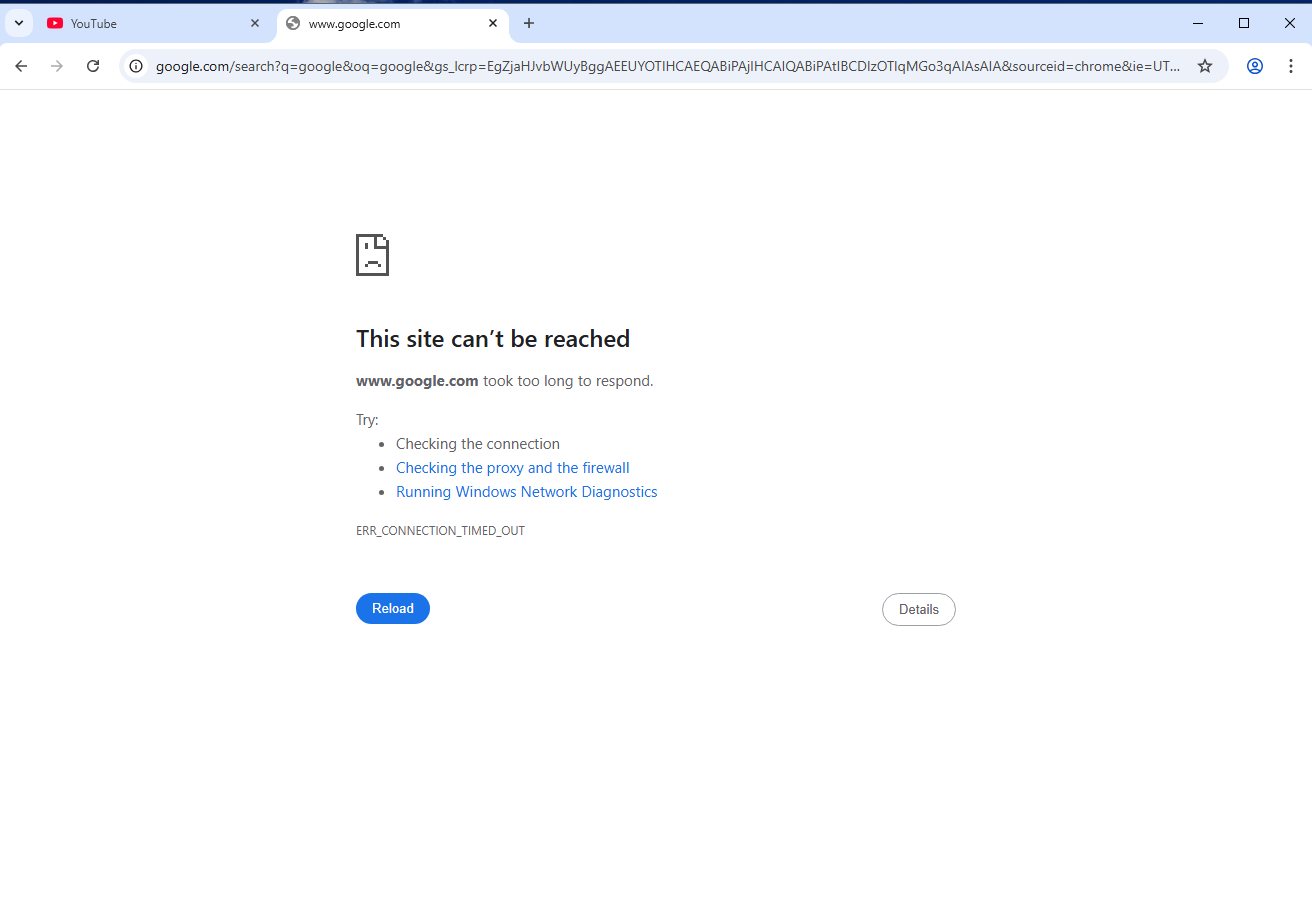 YouTube
www.google.com
google.com/search?q=google&oq=google&gs_lcrp=EgZjaHJvbWUyBggAEEUYOTIHCAEQABiPAjIHCAIQABiPAtIBCDIzOTlqMGo3qAIAsAIA&sourceid=chrome&ie=UT...
This site can’t be reached
www.google.com took too long to respond.
Try:
Checking the connection
Checking the proxy and the firewall
Running Windows Network Diagnostics
ERR_CONNECTION_TIMED_OUT
Reload
Details